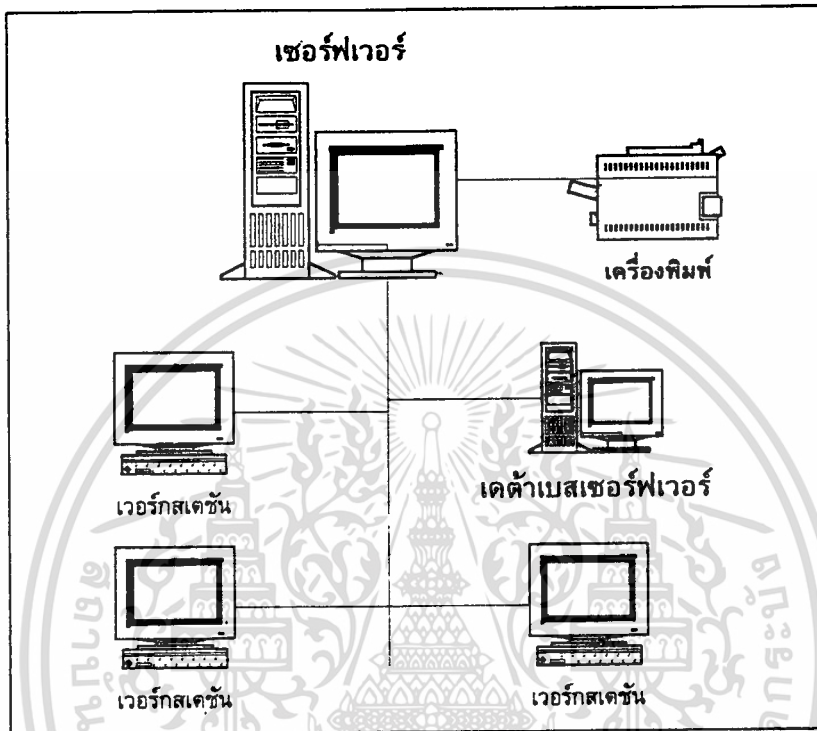 เซอร์ฟเวอร์
เครื่องพิมพ์
เวอร์กสเตชัน
เดต้าเบสเซอร์ฟเวอร์
เวอร์กสเตชัน
เวอร์กสเตชัน